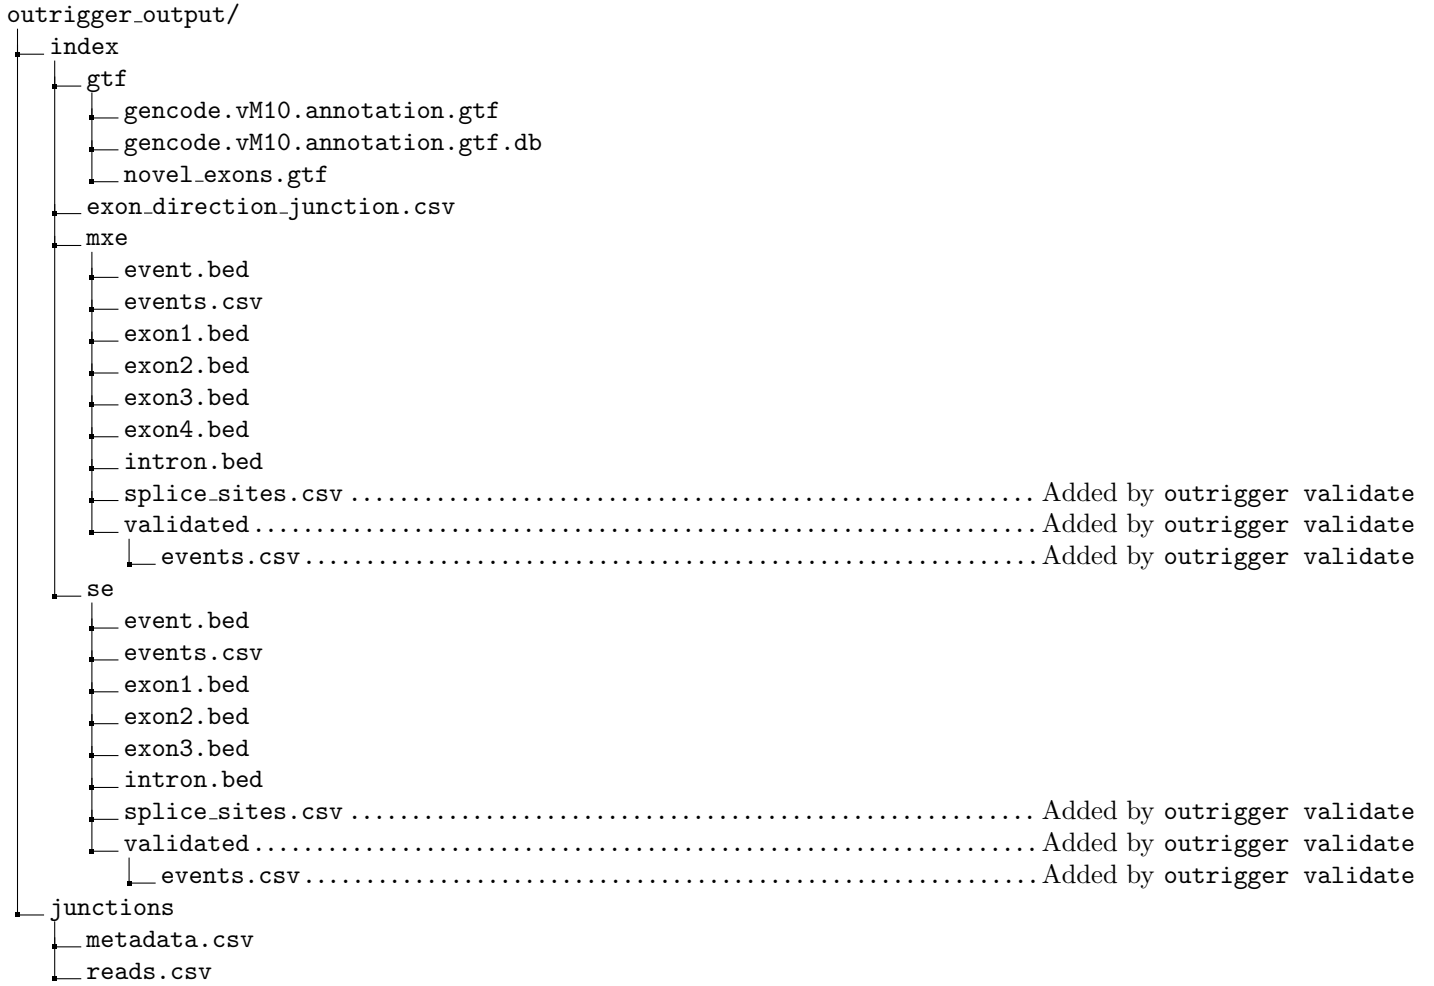 outrigger_output/
index
gtf
gencode.vM10.annotation.gtf
gencode.vM10.annotation.gtf.db
novel_exons.gtf
exon_direction_junction.csv
mxe
event.bed
events.csv
exon1.bed
exon2.bed
exon3.bed
exon4.bed
intron.bed
splice_sites.csv ........................................................ Added by outrigger validate
validated ................................................................ Added by outrigger validate
events.csv ............................................................ Added by outrigger validate
se
event.bed
events.csv
exon1.bed
exon2.bed
exon3.bed
intron.bed
splice_sites.csv ........................................................ Added by outrigger validate
validated ................................................................ Added by outrigger validate
events.csv ............................................................ Added by outrigger validate
junctions
metadata.csv
reads.csv